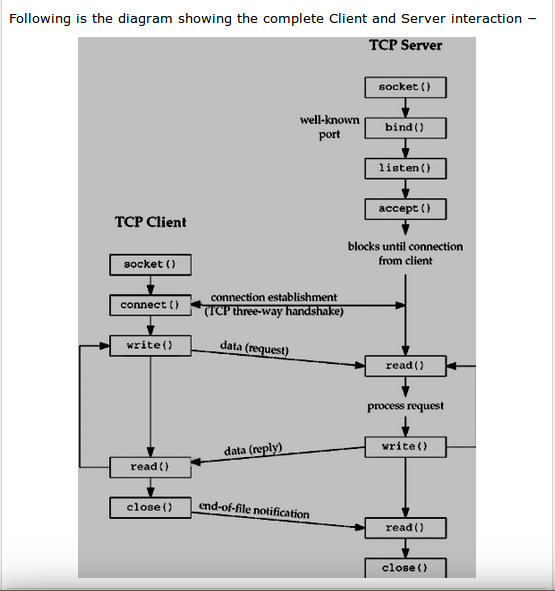 Following is the diagram showing the complete Client and Server interaction −
TCP Server
socket()
well-known
port
bind()
listen()
accept()
blocks until connection
from client
TCP Client
socket()
connect()
connection establishment
(TCP three-way handshake)
write()
data (request)
read()
process request
write()
data (reply)
read()
close()
end-of-file notification
read()
close()